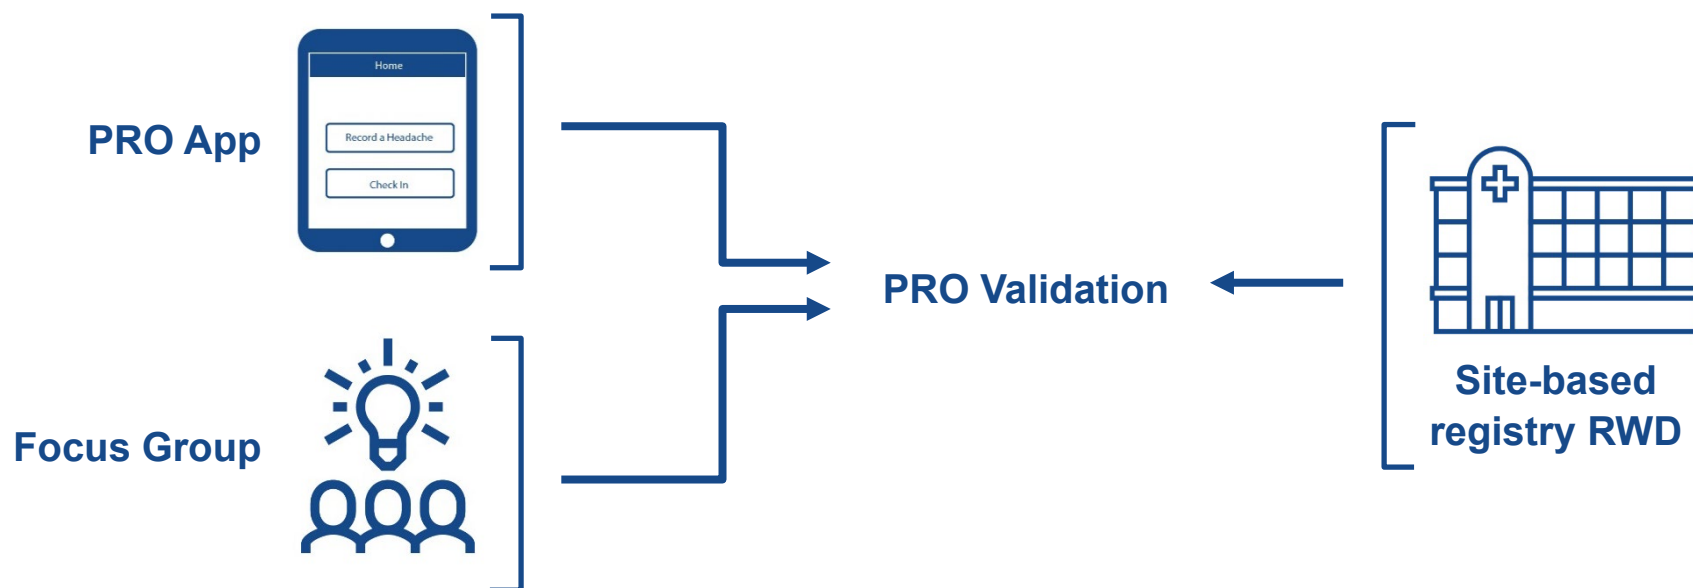 PRO App
Home
Record a Headache
Check In
Focus Group
PRO Validation
Site-based
registry RWD